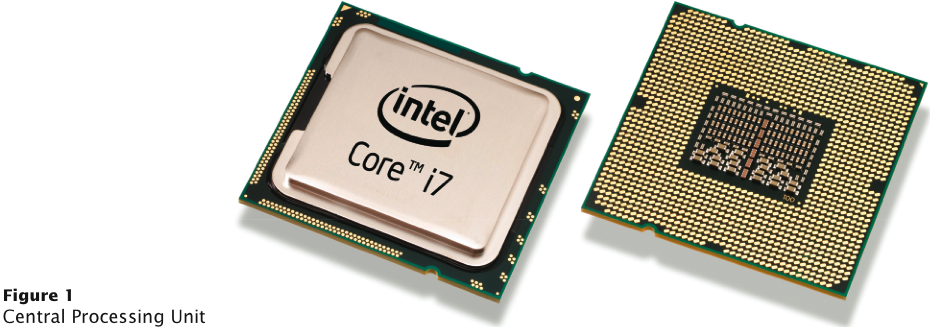 intel
Core™ i7
Figure 1
Central Processing Unit